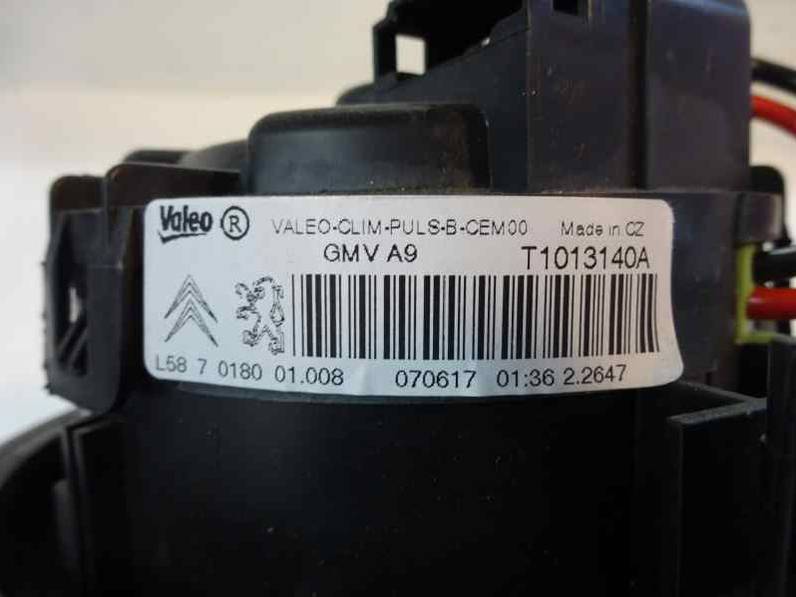 Valeo ® VALEO-CLIM-PULS-B-CEM00 Made in CZ
GMV A9 T1013140A
L58 7 0180 01.008 070617 01:36 2.2647